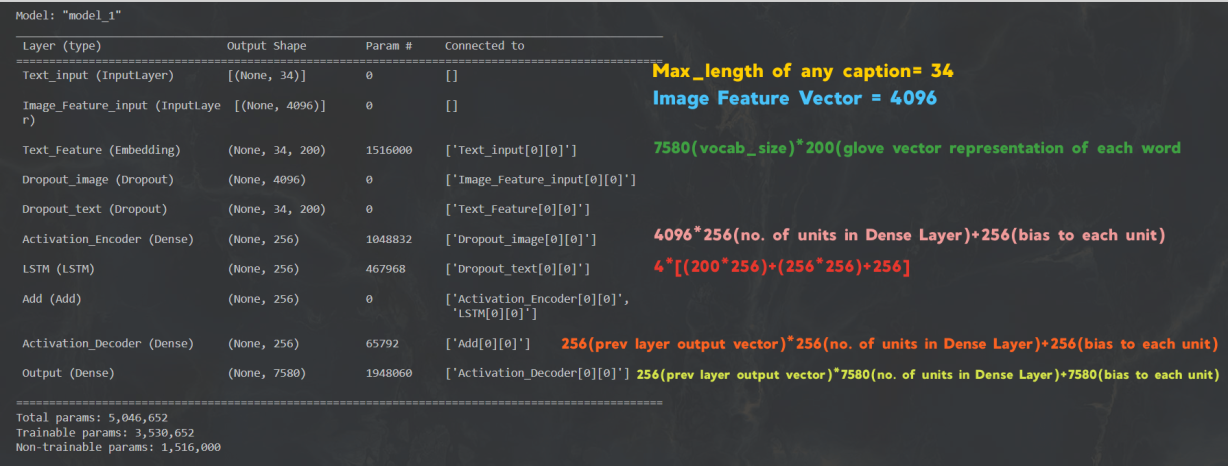 Model: "model_1"
Layer (type) Output Shape Param # Connected to
Text_input (InputLayer) [(None, 34)] 0 []
Max_length of any caption= 34
Image_Feature_input (InputLaye [(None, 4096)] 0 []
r)
Image Feature Vector = 4096
Text_Feature (Embedding) (None, 34, 200) 1516000 ['Text_input[0][0]'] 7580(vocab_size)*200(glove vector representation of each word
Dropout_image (Dropout) (None, 4096) 0 ['Image_Feature_input[0][0]']
Dropout_text (Dropout) (None, 34, 200) 0 ['Text_Feature[0][0]']
Activation_Encoder (Dense) (None, 256) 1048832 ['Dropout_image[0][0]'] 4096*256(no. of units in Dense Layer)+256(bias to each unit)
LSTM (LSTM) (None, 256) 467968 ['Dropout_text[0][0]'] 4*[(200*256)+(256*256)+256]
Add (Add) (None, 256) 0 ['Activation_Encoder[0][0]',
'LSTM[0][0]']
Activation_Decoder (Dense) (None, 256) 65792 ['Add[0][0]'] 256(prev layer output vector)*256(no. of units in Dense Layer)+256(bias to each unit)
Output (Dense) (None, 7580) 1948060 ['Activation_Decoder[0][0]'] 256(prev layer output vector)*7580(no. of units in Dense Layer)+7580(bias to each unit)
Total params: 5,046,652
Trainable params: 3,530,652
Non-trainable params: 1,516,000